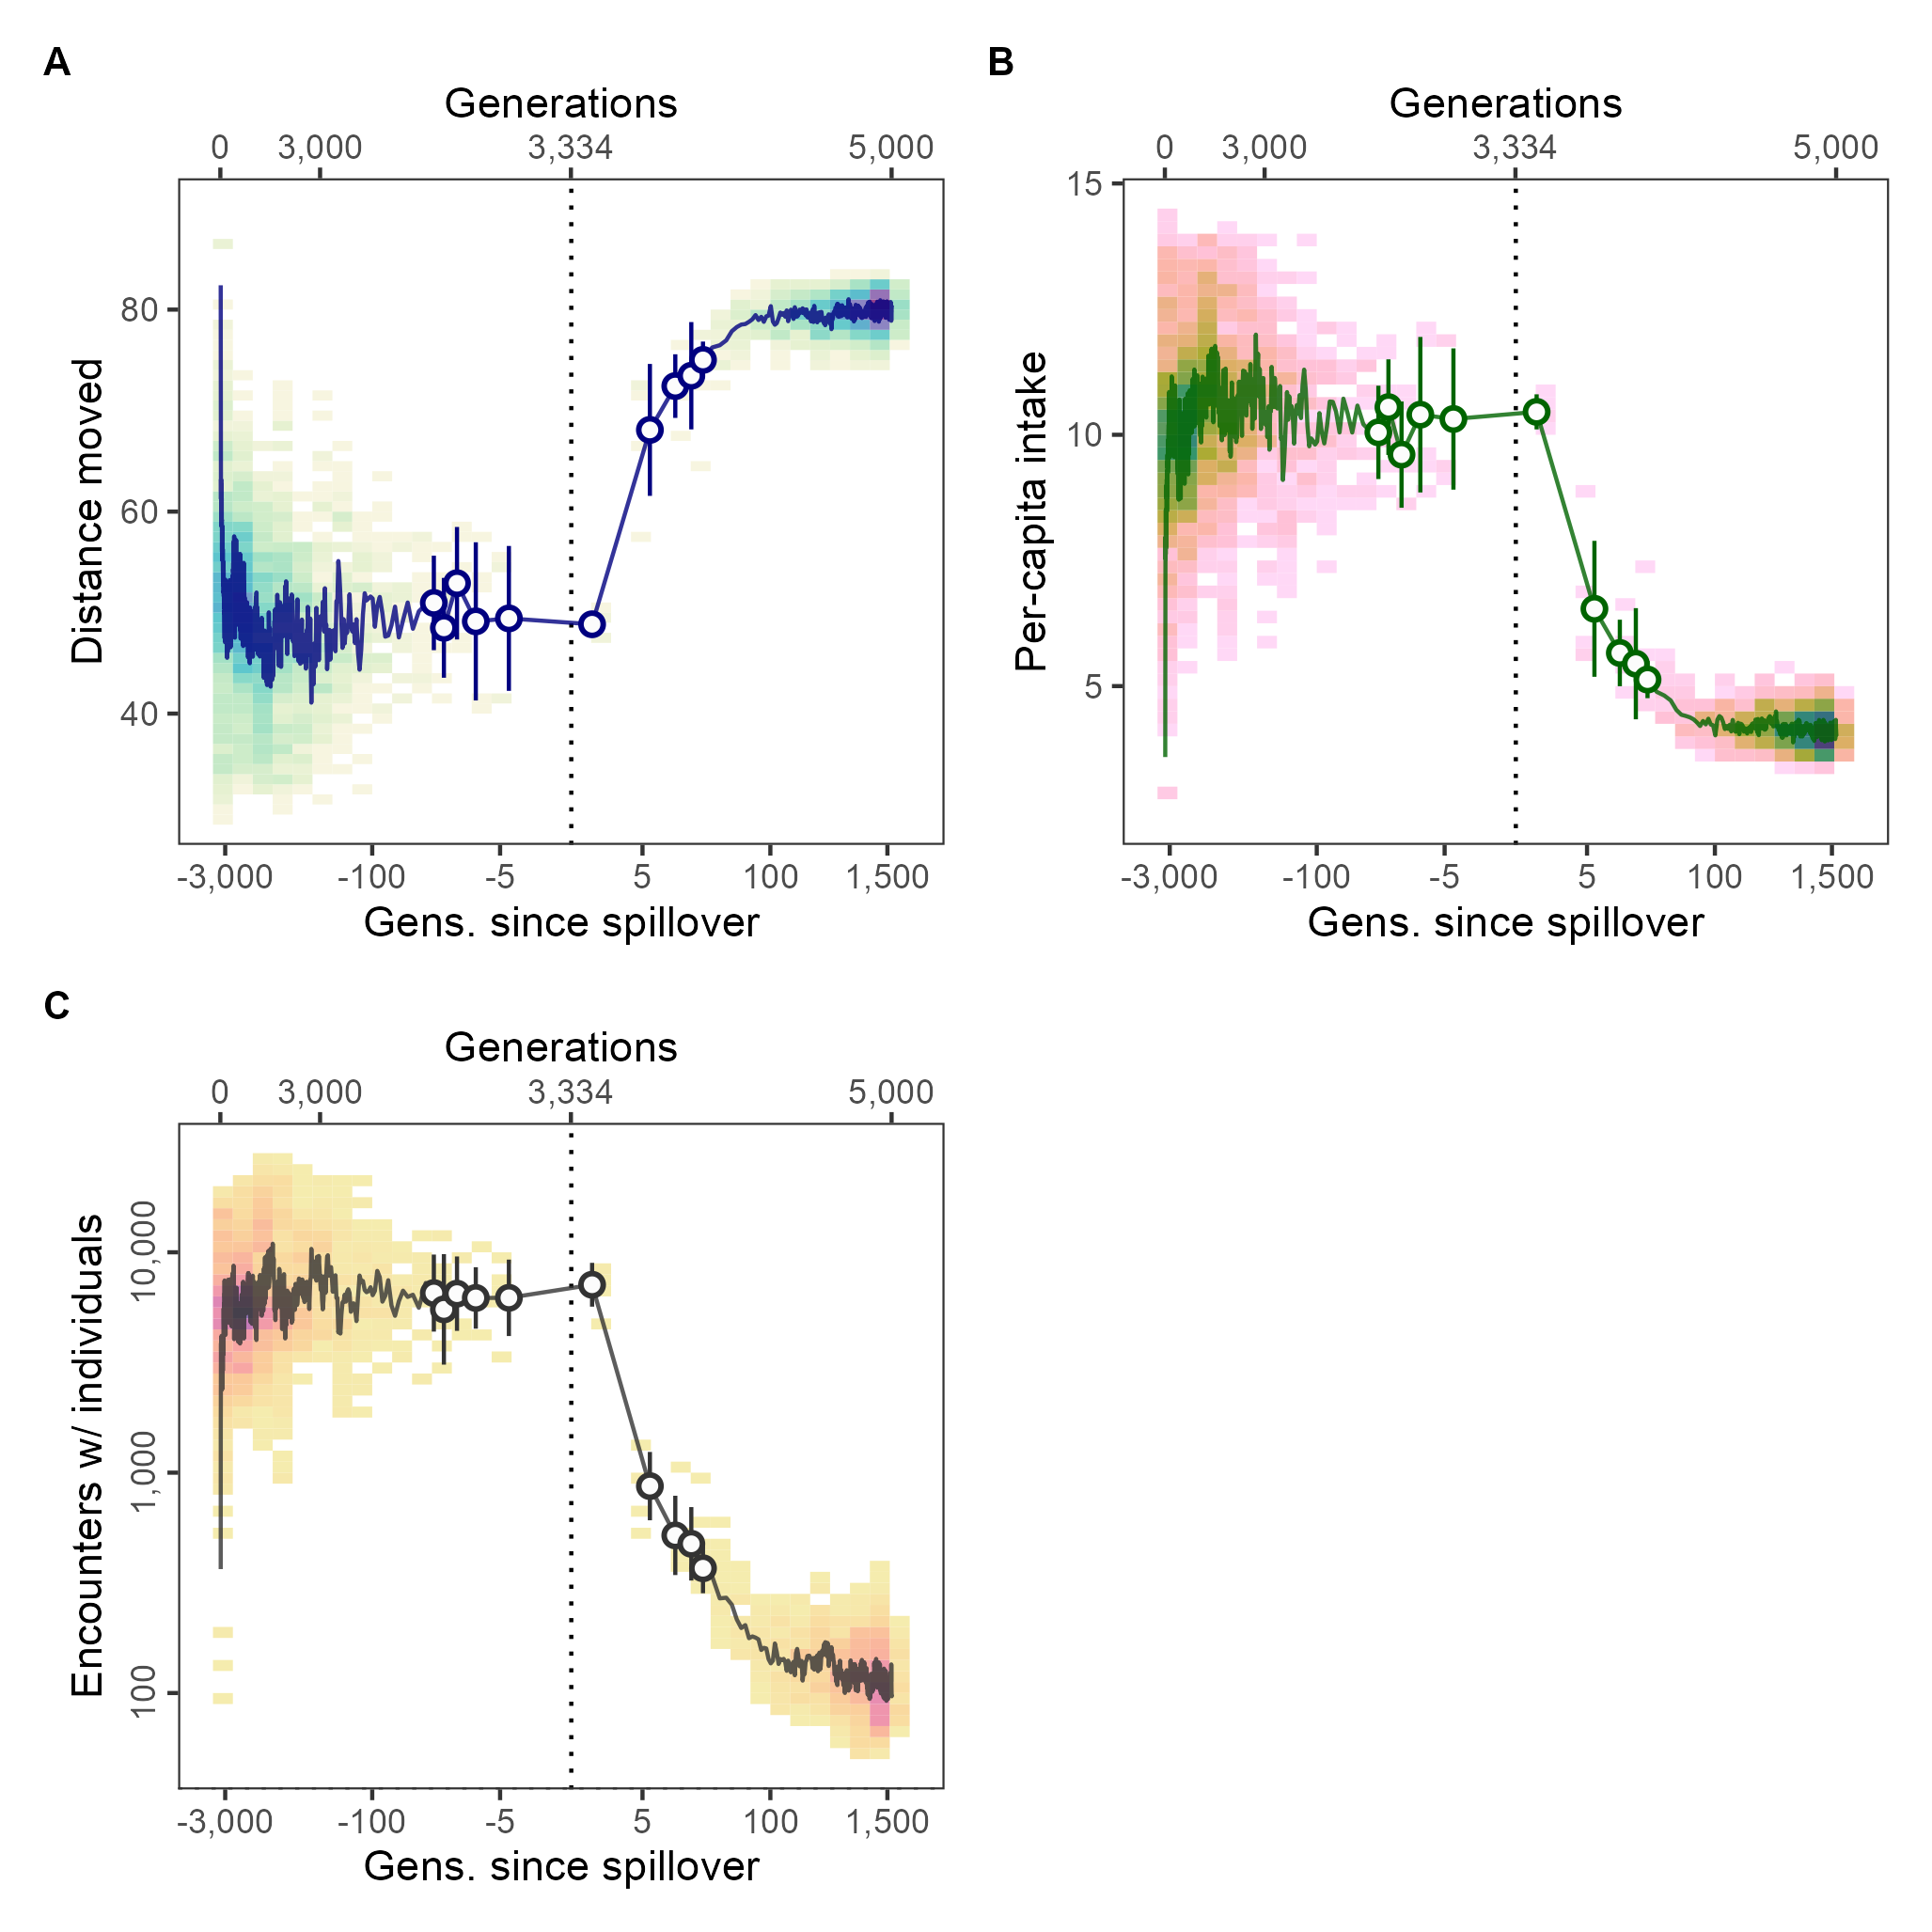 A
Generations
0 3,000 3,334 5,000
80
60
40
Distance moved
-3,000 -100 -5 5 100 1,500
Gens. since spillover
B
Generations
0 3,000 3,334 5,000
15
10
5
Per-capita intake
-3,000 -100 -5 5 100 1,500
Gens. since spillover
C
Generations
0 3,000 3,334 5,000
10,000
1,000
100
Encounters w/ individuals
-3,000 -100 -5 5 100 1,500
Gens. since spillover